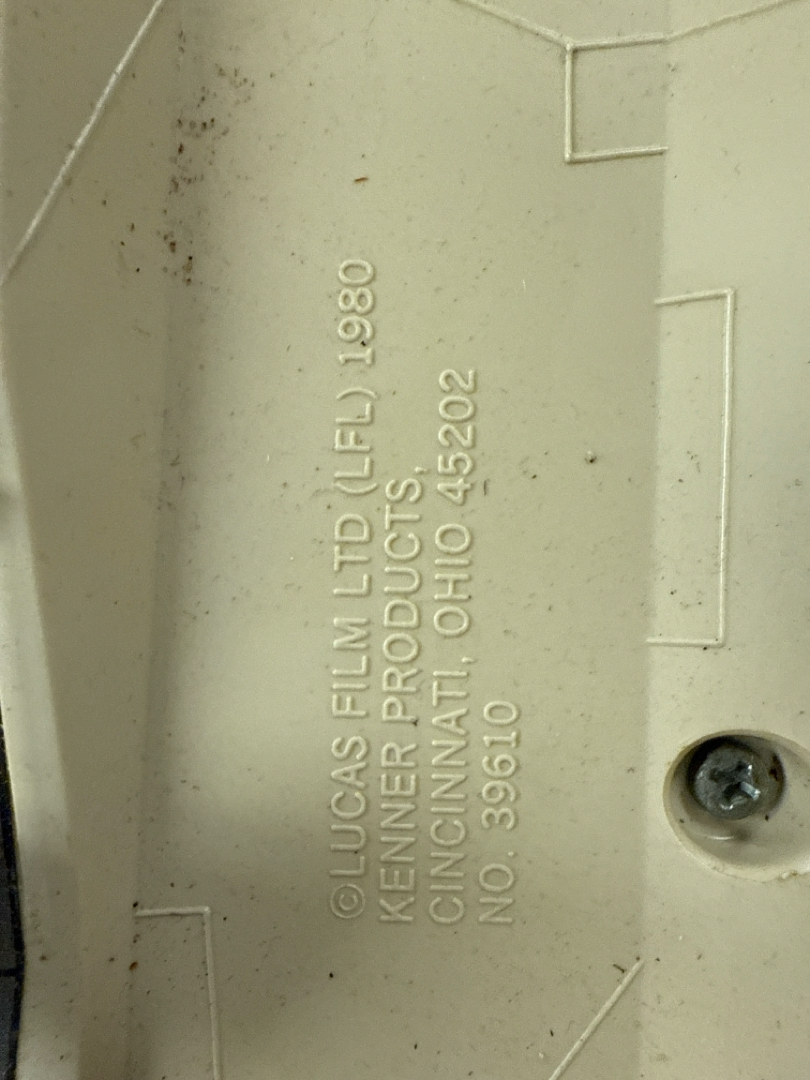 ©LUCAS FILM LTD (LFL) 1980
KENNER PRODUCTS,
CINCINNATI, OHIO 45202
NO. 39610